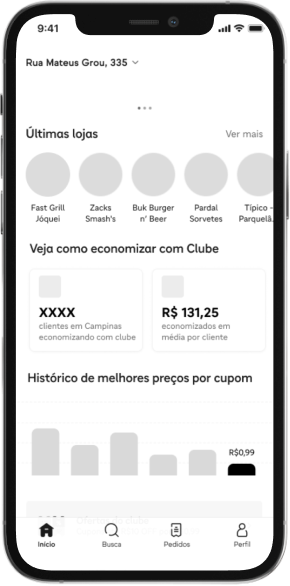 9:41
Rua Mateus Grou, 335
Últimas lojas
Ver mais
Fast Grill
Jóquei
Zacks
Smash's
Buk Burger
n' Beer
Pardal
Sorvetes
Típico -
Parquelâ
Veja como economizar com Clube
XXXX
clientes em Campinas
economizando com clube
R$ 131,25
economizados em
média por cliente
Histórico de melhores preços por cupom
R$0,99
Início
Busca
Pedidos
Perfil